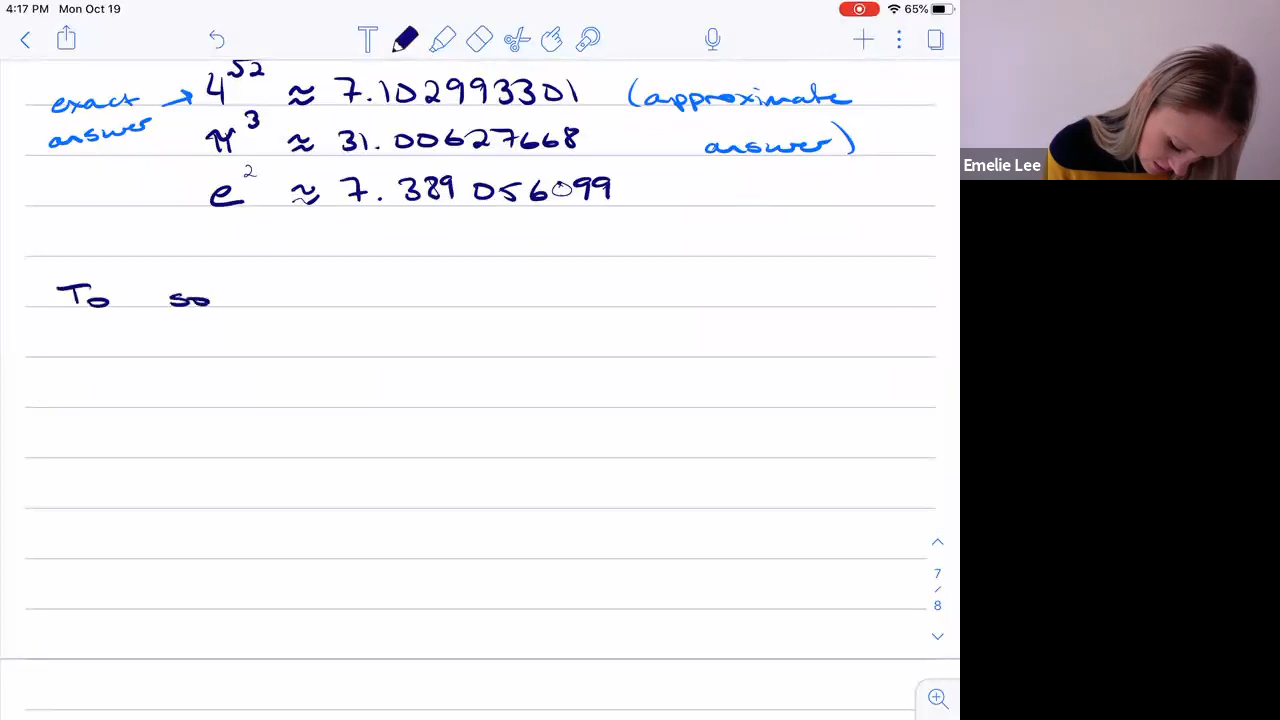 4:17 PM Mon Oct 19
65%
4^√2 ≈ 7.102993301 (approximate
exact
answer →
π^3 ≈ 31.00627668 answer)
e^2 ≈ 7.389056099
To so
7
/
8
Emelie Lee